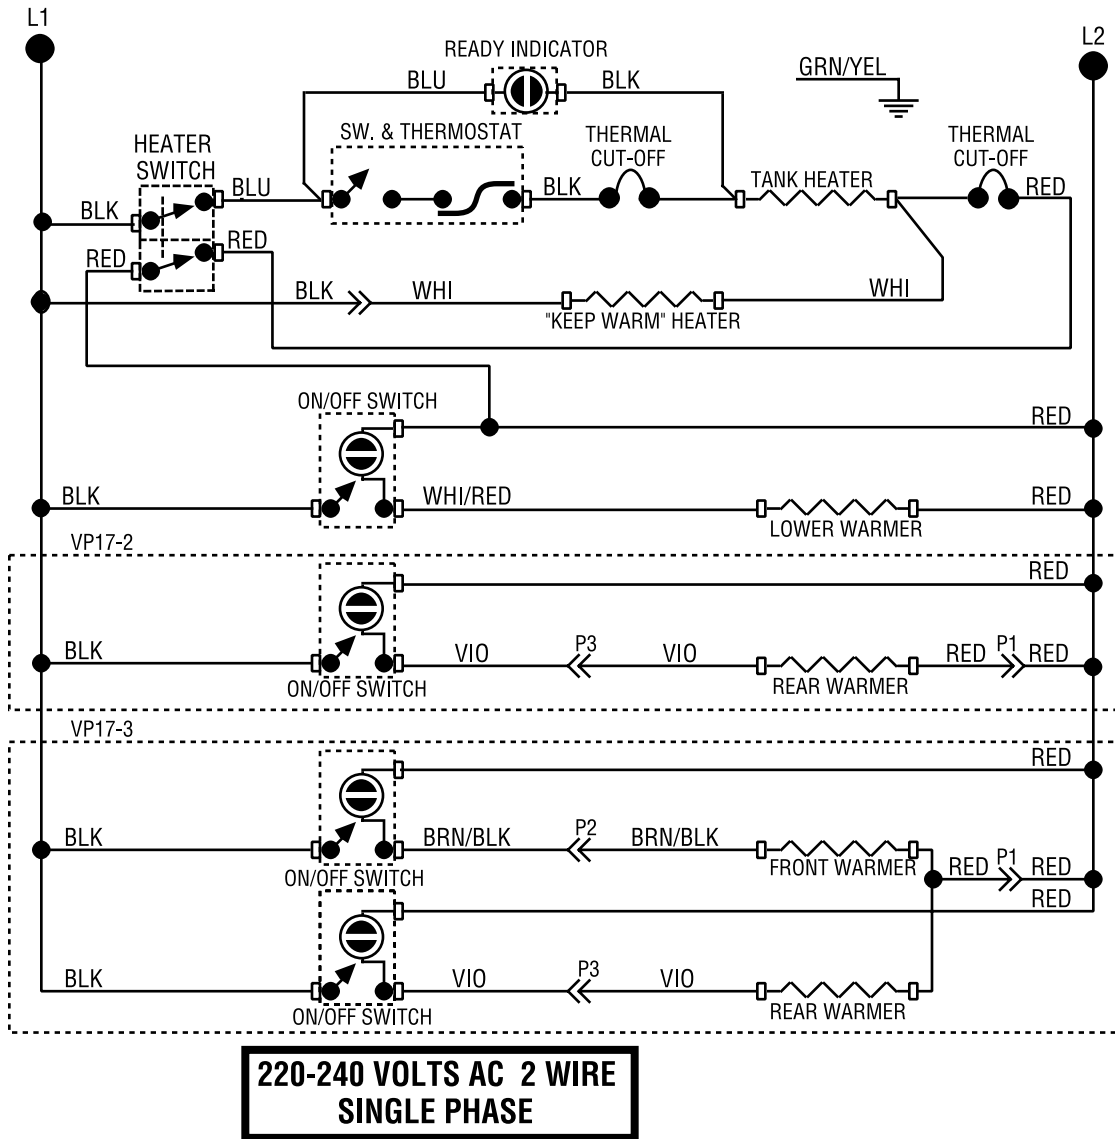 L1
L2
READY INDICATOR
BLU
BLK
GRN/YEL
SW. & THERMOSTAT
THERMAL
CUT-OFF
THERMAL
CUT-OFF
HEATER
SWITCH
BLU
BLK
TANK HEATER
RED
BLK
RED
RED
BLK
WHI
WHI
"KEEP WARM" HEATER
ON/OFF SWITCH
RED
BLK
WHI/RED
RED
LOWER WARMER
VP17-2
RED
BLK
VIO
P3
VIO
RED
P1
RED
ON/OFF SWITCH
REAR WARMER
VP17-3
RED
BLK
BRN/BLK
P2
BRN/BLK
FRONT WARMER
RED
P1
RED
ON/OFF SWITCH
RED
BLK
VIO
P3
VIO
ON/OFF SWITCH
REAR WARMER
220-240 VOLTS AC 2 WIRE
SINGLE PHASE